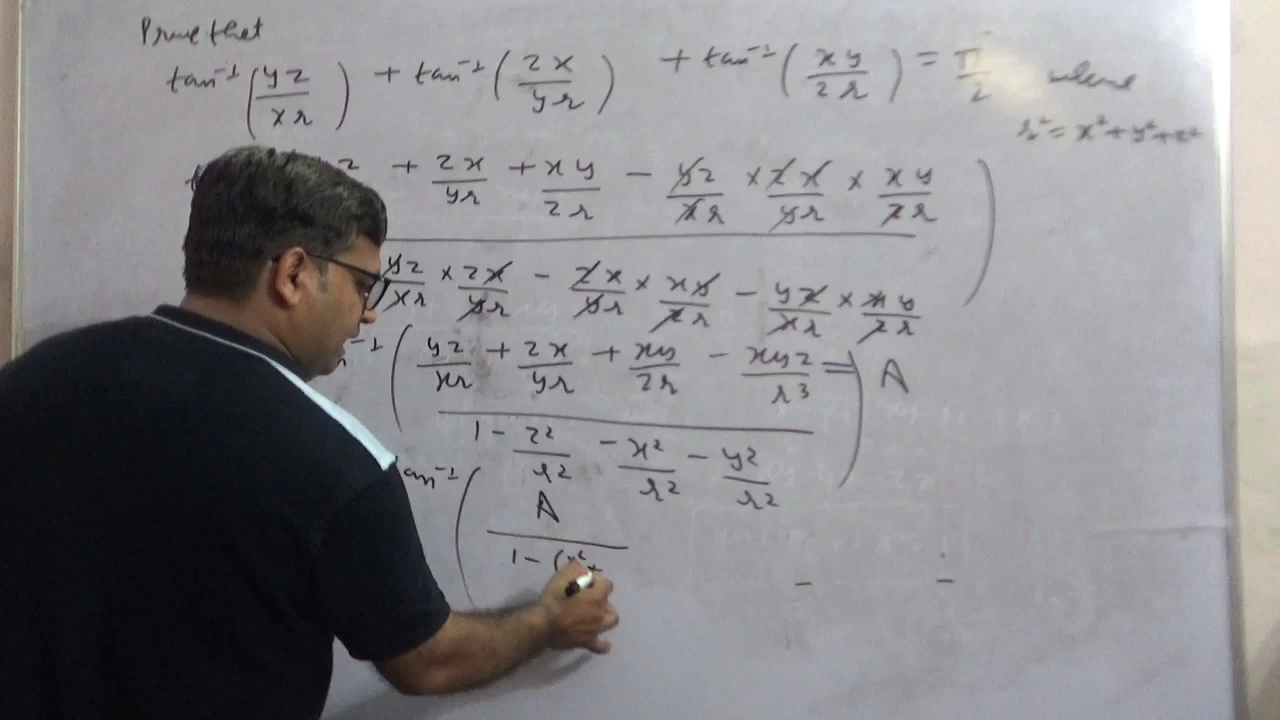 Prove that
tan⁻¹ (yz/xr) + tan⁻¹ (zx/yr) + tan⁻¹ (xy/zr) = π/2 where
r² = x² + y² + z²
+ zx/yr + xy/zr − yz/xr × zx/yr × xy/zr )
yz/xr × zx/yr − zx/yr × xy/zr − yz/xr × xy/zr
n⁻¹ ( yz/xr + zx/yr + xy/zr − xyz/r³ = ) A
1 − z²/r² − x²/r² − y²/r²
an⁻¹ ( A
1 − (x² +